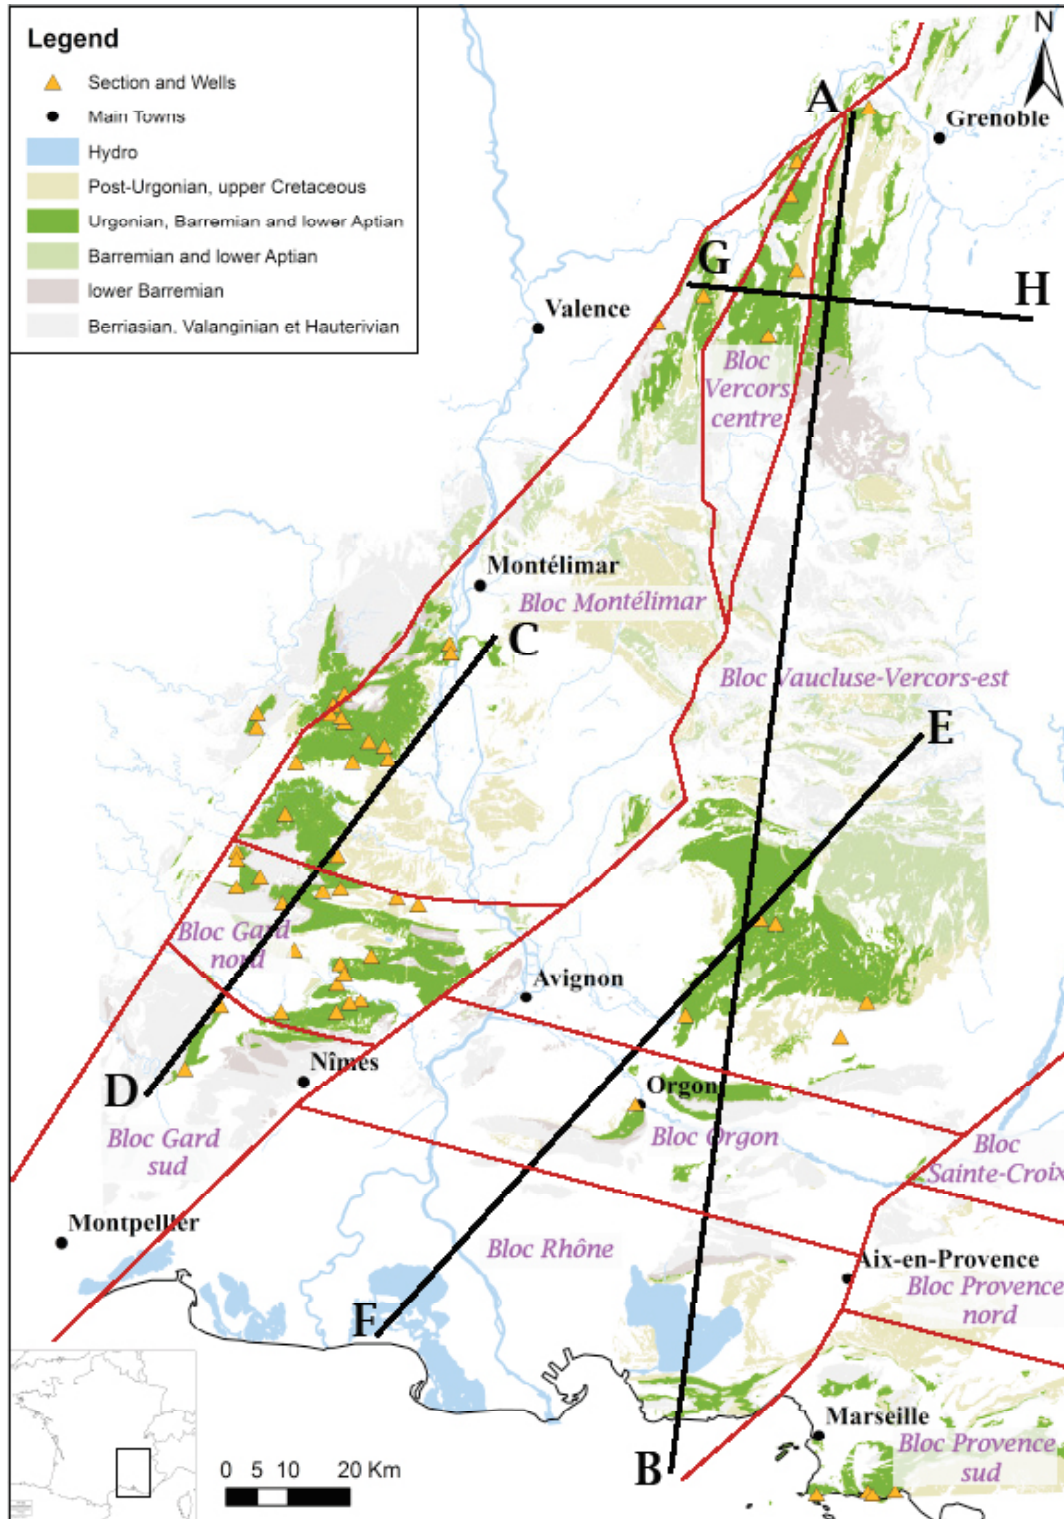 Legend
Section and Wells
Main Towns
Hydro
Post-Urgonian, upper Cretaceous
Urgonian, Barremian and lower Aptian
Barremian and lower Aptian
lower Barremian
Berriasian, Valanginian et Hauterivian
N
A
Grenoble
G
H
Valence
Bloc
Vercors
centre
Montélimar
Bloc Montélimar
C
Bloc Vaucluse-Vercors-est
E
Bloc Gard
nord
Avignon
D
Nîmes
Orgon
Bloc Gard
sud
Bloc Orgon
Bloc
Sainte-Croix
Montpellier
Bloc Rhône
Aix-en-Provence
Bloc Provence
nord
F
Marseille
Bloc Provence
sud
B
0 5 10 20 Km